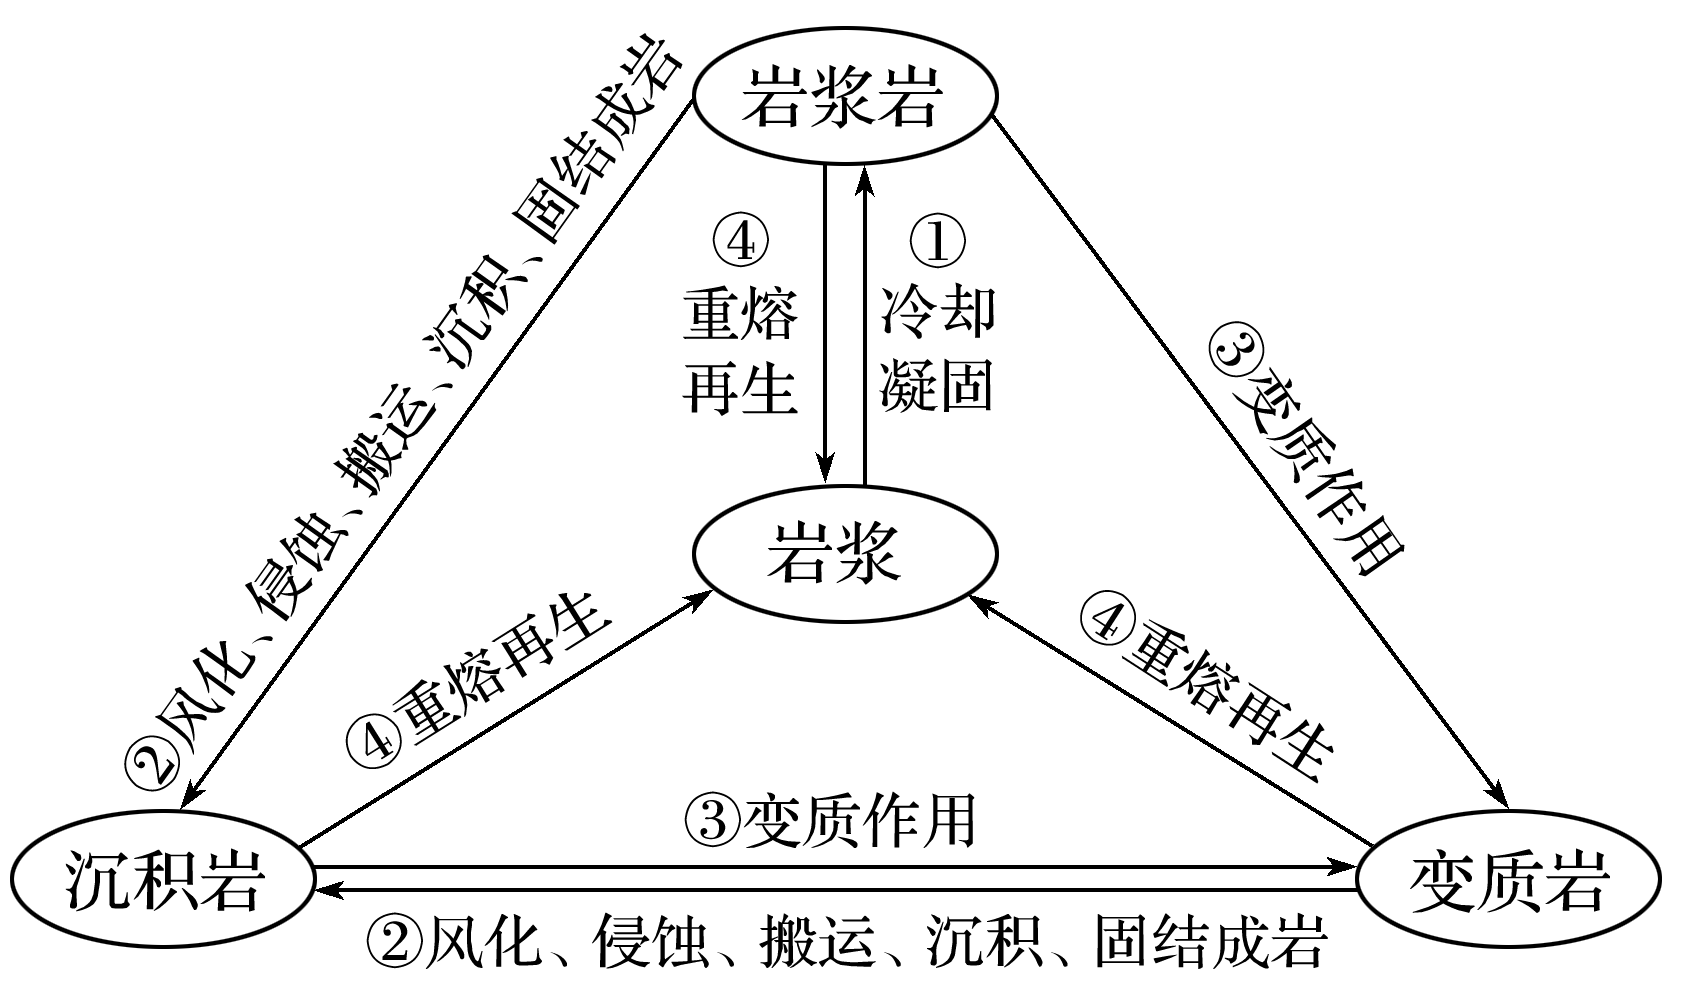 岩浆岩
②风化、侵蚀、搬运、沉积、固结成岩
④
重熔
再生
①
冷却
凝固
③变质作用
岩浆
④重熔再生
④重熔再生
③变质作用
沉积岩
变质岩
②风化、侵蚀、搬运、沉积、固结成岩